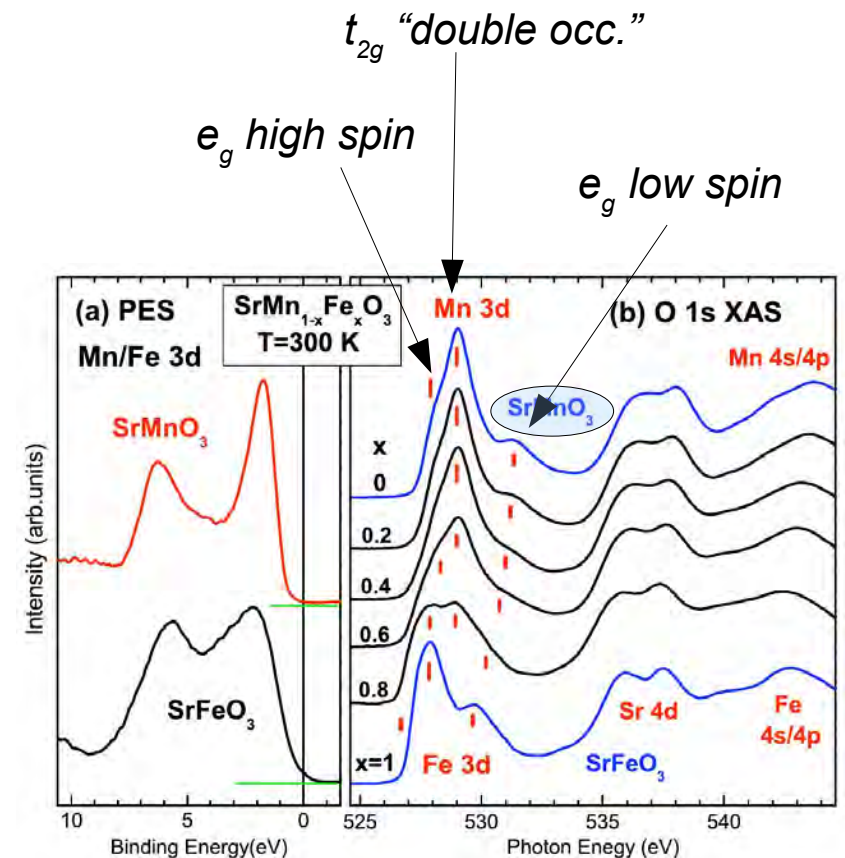 t2g “double occ.”
eg high spin
eg low spin
(a) PES
Mn/Fe 3d
SrMn1-xFexO3
T=300 K
Mn 3d
(b) O 1s XAS
Mn 4s/4p
SrMnO3
SrMnO3
x
0
0.2
0.4
0.6
0.8
x=1
SrFeO3
Fe 3d
Sr 4d
SrFeO3
Fe
4s/4p
Intensity (arb.units)
10 5 0
525 530 535 540
Binding Energy(eV)
Photon Enegy (eV)